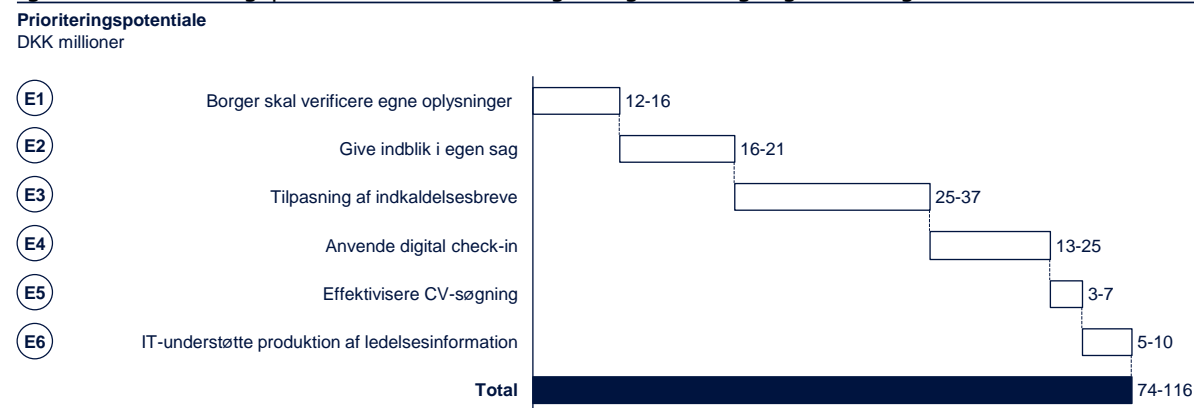 Prioriteringspotentiale
DKK millioner
E1 Borger skal verificere egne oplysninger 12-16
E2 Give indblik i egen sag 16-21
E3 Tilpasning af indkaldelsesbreve 25-37
E4 Anvende digital check-in 13-25
E5 Effektivisere CV-søgning 3-7
E6 IT-understøtte produktion af ledelsesinformation 5-10
Total 74-116